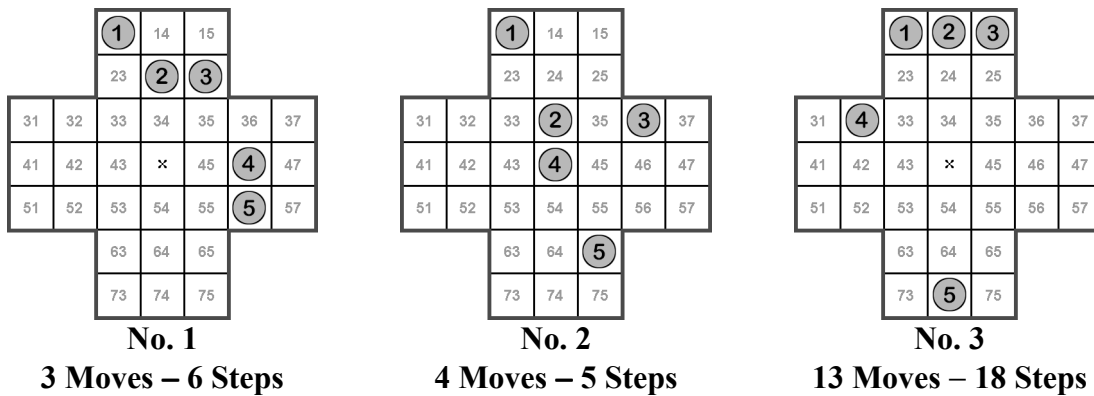 1 14 15 1 14 15 1 2 3
23 2 3 23 24 25 23 24 25
31 32 33 34 35 36 37 31 32 33 2 35 3 37 31 4 33 34 35 36 37
41 42 43 x 45 4 47 41 42 43 4 45 46 47 41 42 43 x 45 46 47
51 52 53 54 55 5 57 51 52 53 54 55 56 57 51 52 53 54 55 56 57
63 64 65 63 64 5 63 64 65
73 74 75 73 74 75 73 5 75
No. 1 No. 2 No. 3
3 Moves – 6 Steps 4 Moves – 5 Steps 13 Moves – 18 Steps